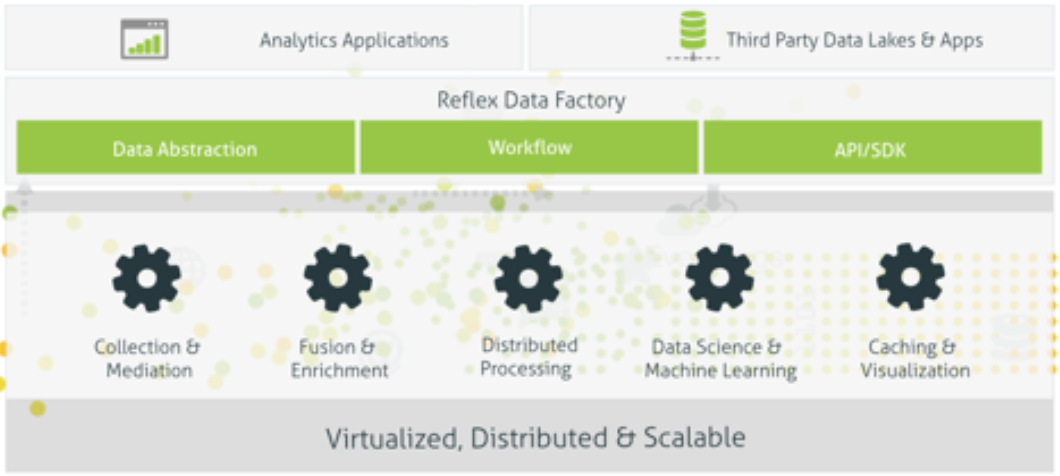 Analytics Applications
Third Party Data Lakes & Apps
Reflex Data Factory
Data Abstraction
Workflow
API/SDK
Collection &
Mediation
Fusion &
Enrichment
Distributed
Processing
Data Science &
Machine Learning
Caching &
Visualization
Virtualized, Distributed & Scalable